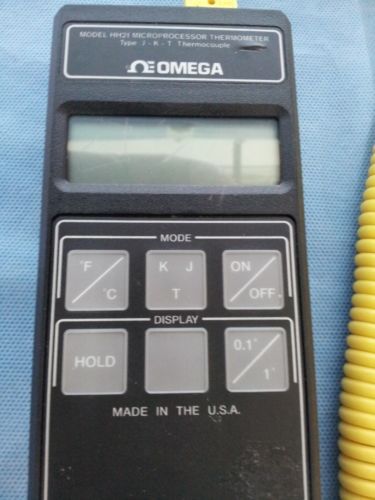 MODEL HH21 MICROPROCESSOR THERMOMETER
Type J - K - T Thermocouple
OMEGA
MODE
°F/°C
K J
T
ON/OFF
DISPLAY
HOLD
0.1°/1°
MADE IN THE U.S.A.